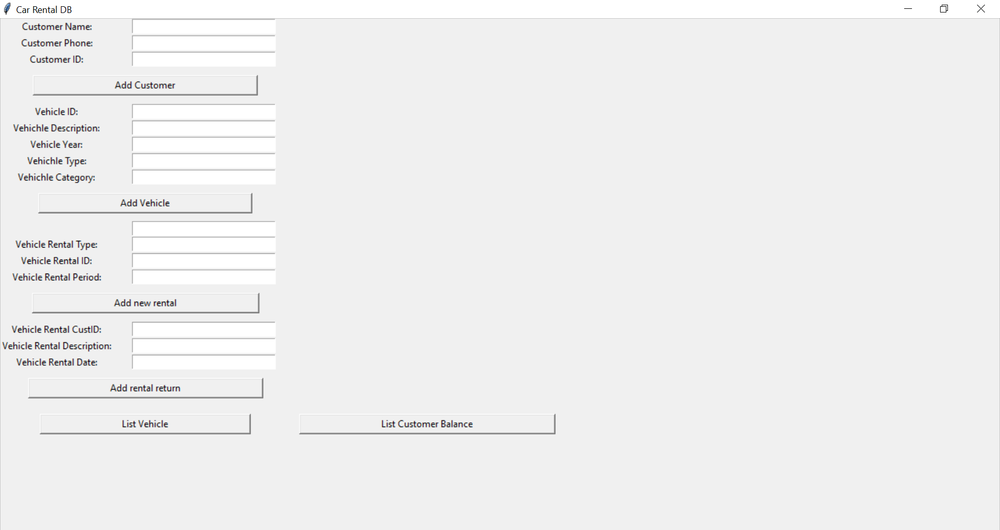 Car Rental DB
Customer Name:
Customer Phone:
Customer ID:
Add Customer
Vehicle ID:
Vehichle Description:
Vehicle Year:
Vehichle Type:
Vehichle Category:
Add Vehicle
Vehicle Rental Type:
Vehicle Rental ID:
Vehicle Rental Period:
Add new rental
Vehicle Rental CustID:
Vehicle Rental Description:
Vehicle Rental Date:
Add rental return
List Vehicle List Customer Balance